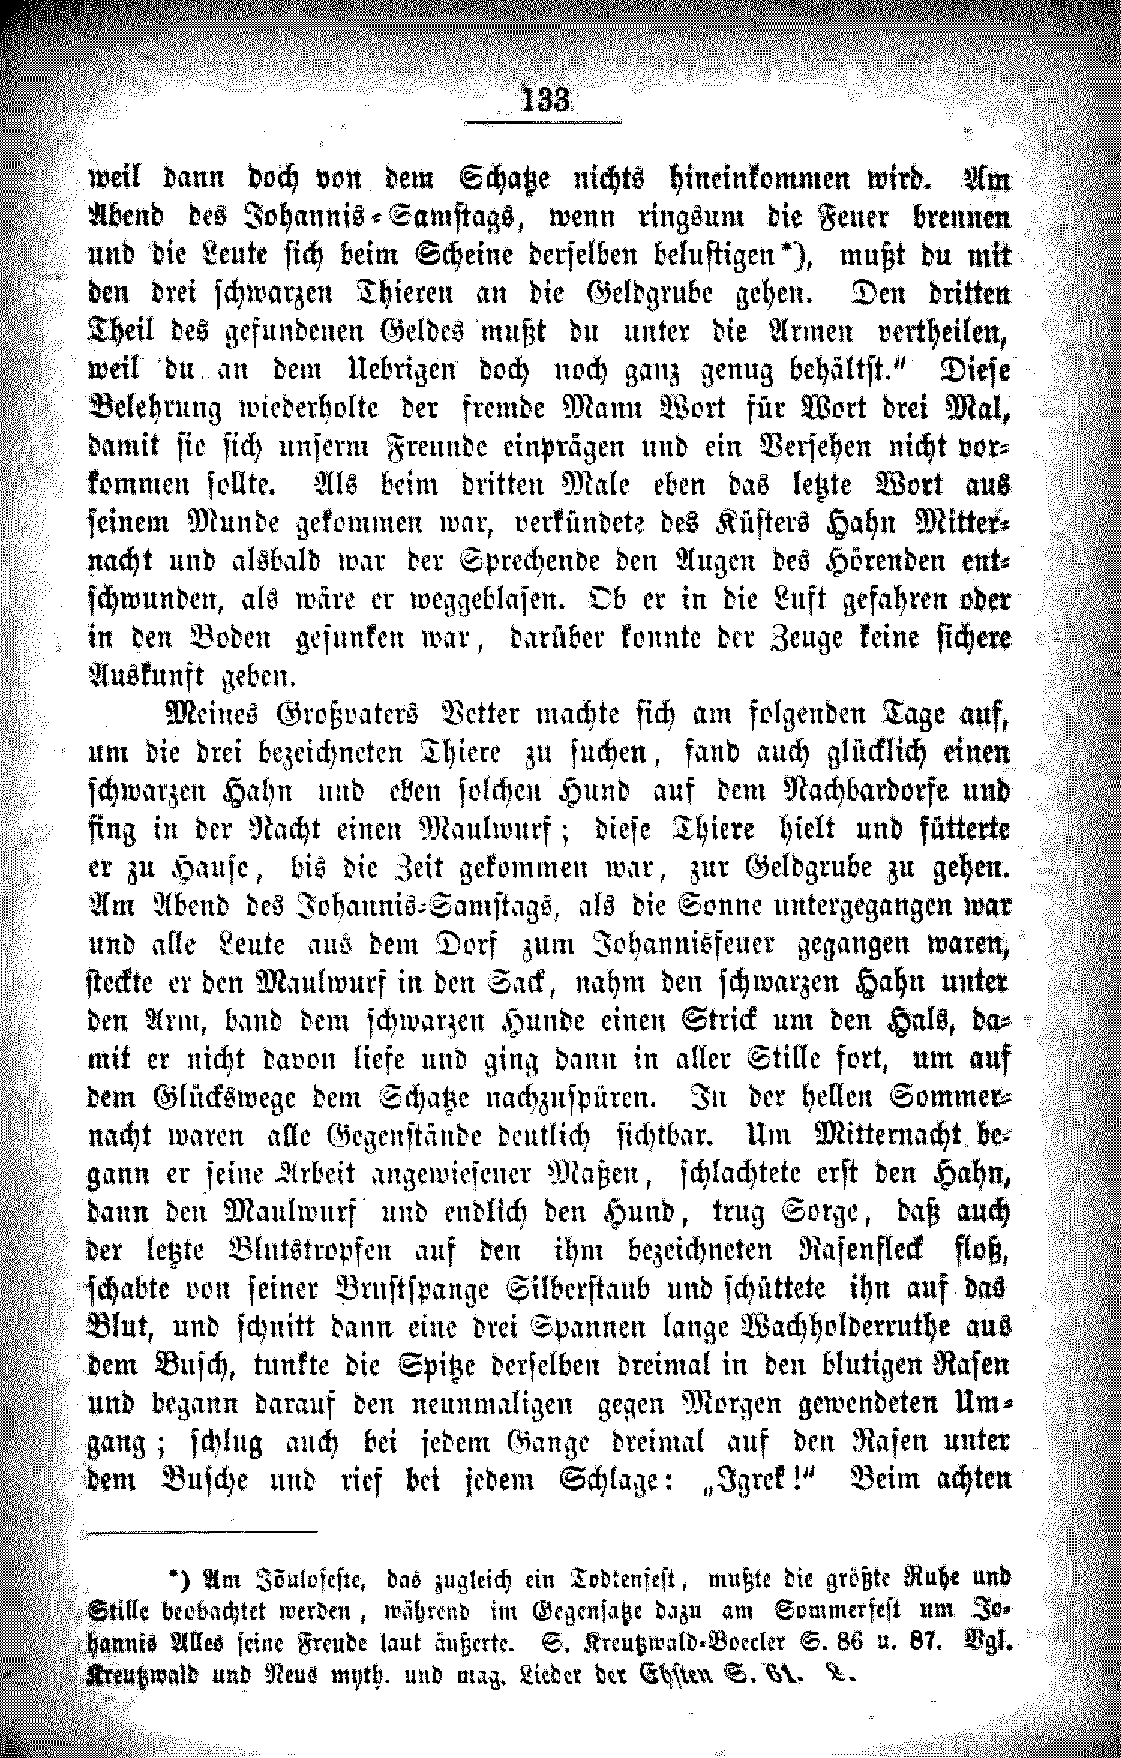 133
weil dann doch von dem Schatze nichts hineinkommen wird. Am
Abend des Johannis-Samstags, wenn ringsum die Feuer brennen
und die Leute sich beim Scheine derselben belustigen*), mußt du mit
den drei schwarzen Thieren an die Geldgrube gehen. Den dritten
Theil des gefundenen Geldes mußt du unter die Armen vertheilen,
weil du an dem Uebrigen doch noch ganz genug behältst.“ Diese
Belehrung wiederholte der fremde Mann Wort für Wort drei Mal,
damit sie sich unserm Freunde einprägen und ein Versehen nicht vor-
kommen sollte. Als beim dritten Male eben das letzte Wort aus
seinem Munde gekommen war, verkündete des Küsters Hahn Mitter-
nacht und alsbald war der Sprechende den Augen des Hörenden ent-
schwunden, als wäre er weggeblasen. Ob er in die Luft gefahren oder
in den Boden gesunken war, darüber konnte der Zeuge keine sichere
Auskunft geben.
Meines Großvaters Vetter machte sich am folgenden Tage auf,
um die drei bezeichneten Thiere zu suchen, fand auch glücklich einen
schwarzen Hahn und eben solchen Hund auf dem Nachbardorfe und
fing in der Nacht einen Maulwurf; diese Thiere hielt und fütterte
er zu Hause, bis die Zeit gekommen war, zur Geldgrube zu gehen.
Am Abend des Johannis-Samstags, als die Sonne untergegangen war
und alle Leute aus dem Dorf zum Johannisfeuer gegangen waren,
steckte er den Maulwurf in den Sack, nahm den schwarzen Hahn unter
den Arm, band dem schwarzen Hunde einen Strick um den Hals, da-
mit er nicht davon liefe und ging dann in aller Stille fort, um auf
dem Glückswege dem Schatze nachzuspüren. In der hellen Sommer-
nacht waren alle Gegenstände deutlich sichtbar. Um Mitternacht be-
gann er seine Arbeit angewiesener Maßen, schlachtete erst den Hahn,
dann den Maulwurf und endlich den Hund, trug Sorge, daß auch
der letzte Blutstropfen auf den ihm bezeichneten Rasenfleck floß,
schabte von seiner Brustspange Silberstaub und schüttete ihn auf das
Blut, und schnitt dann eine drei Spannen lange Wachholderruthe aus
dem Busch, tunkte die Spitze derselben dreimal in den blutigen Rasen
und begann darauf den neunmaligen gegen Morgen gewendeten Um-
gang; schlug auch bei jedem Gange dreimal auf den Rasen unter
dem Busche und rief bei jedem Schlage: „Igrek!“ Beim achten
*) Am Jõulofeste, das zugleich ein Todtenfest, mußte die größte Ruhe und
Stille beobachtet werden, während im Gegensatze dazu am Sommerfest um Jo-
hannis Alles seine Freude laut äußerte. S. Kreutzwald-Boecler S. 86 u. 87. Vgl.
Kreutzwald und Neus myth. und mag. Lieder der Ehsten S. 61. L.